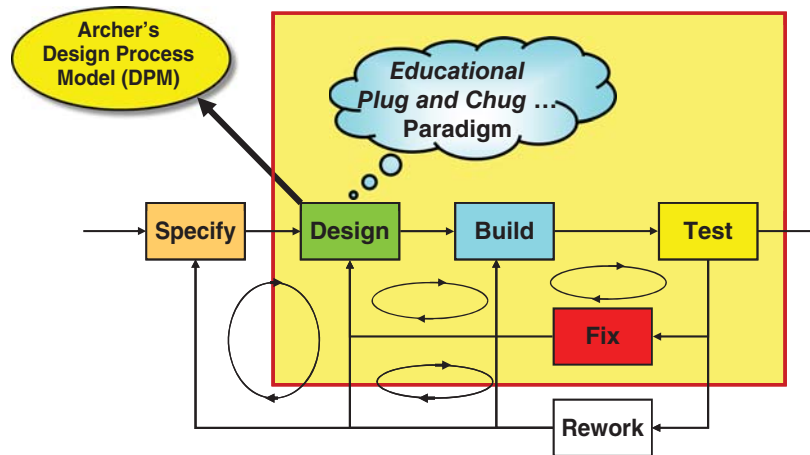 Archer's
Design Process
Model (DPM)
Educational
Plug and Chug ...
Paradigm
Specify
Design
Build
Test
Fix
Rework